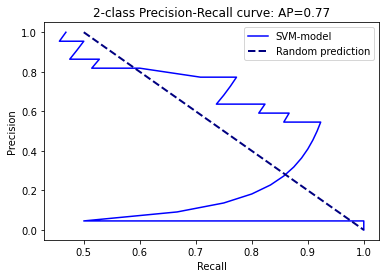 2-class Precision-Recall curve: AP=0.77
SVM-model
Random prediction
Precision
1.0
0.8
0.6
0.4
0.2
0.0
0.5
0.6
0.7
0.8
0.9
1.0
Recall